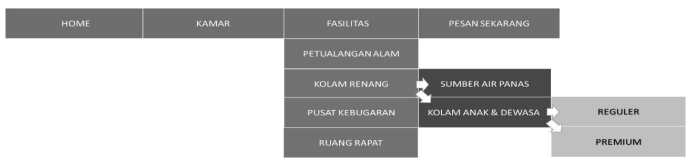 HOME KAMAR FASILITAS PESAN SEKARANG
PETUALANGAN ALAM
KOLAM RENANG SUMBER AIR PANAS
PUSAT KEBUGARAN KOLAM ANAK & DEWASA REGULER
RUANG RAPAT PREMIUM